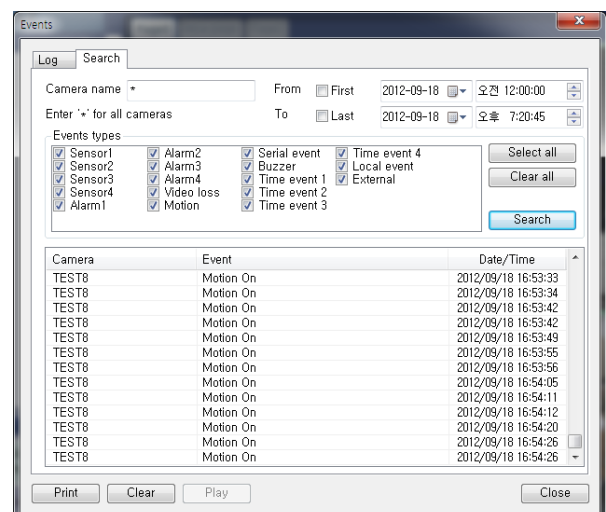 Events
Log Search
Camera name * From First 2012-09-18 오전 12:00:00
Enter '*' for all cameras To Last 2012-09-18 오후 7:20:45
Events types
Sensor1 Alarm2 Serial event Time event 4 Select all
Sensor2 Alarm3 Buzzer Local event
Sensor3 Alarm4 Time event 1 External Clear all
Sensor4 Video loss Time event 2
Alarm1 Motion Time event 3
Search
Camera Event Date/Time
TEST8 Motion On 2012/09/18 16:53:33
TEST8 Motion On 2012/09/18 16:53:34
TEST8 Motion On 2012/09/18 16:53:42
TEST8 Motion On 2012/09/18 16:53:42
TEST8 Motion On 2012/09/18 16:53:49
TEST8 Motion On 2012/09/18 16:53:55
TEST8 Motion On 2012/09/18 16:53:56
TEST8 Motion On 2012/09/18 16:54:05
TEST8 Motion On 2012/09/18 16:54:11
TEST8 Motion On 2012/09/18 16:54:12
TEST8 Motion On 2012/09/18 16:54:20
TEST8 Motion On 2012/09/18 16:54:26
TEST8 Motion On 2012/09/18 16:54:26
Print Clear Play Close